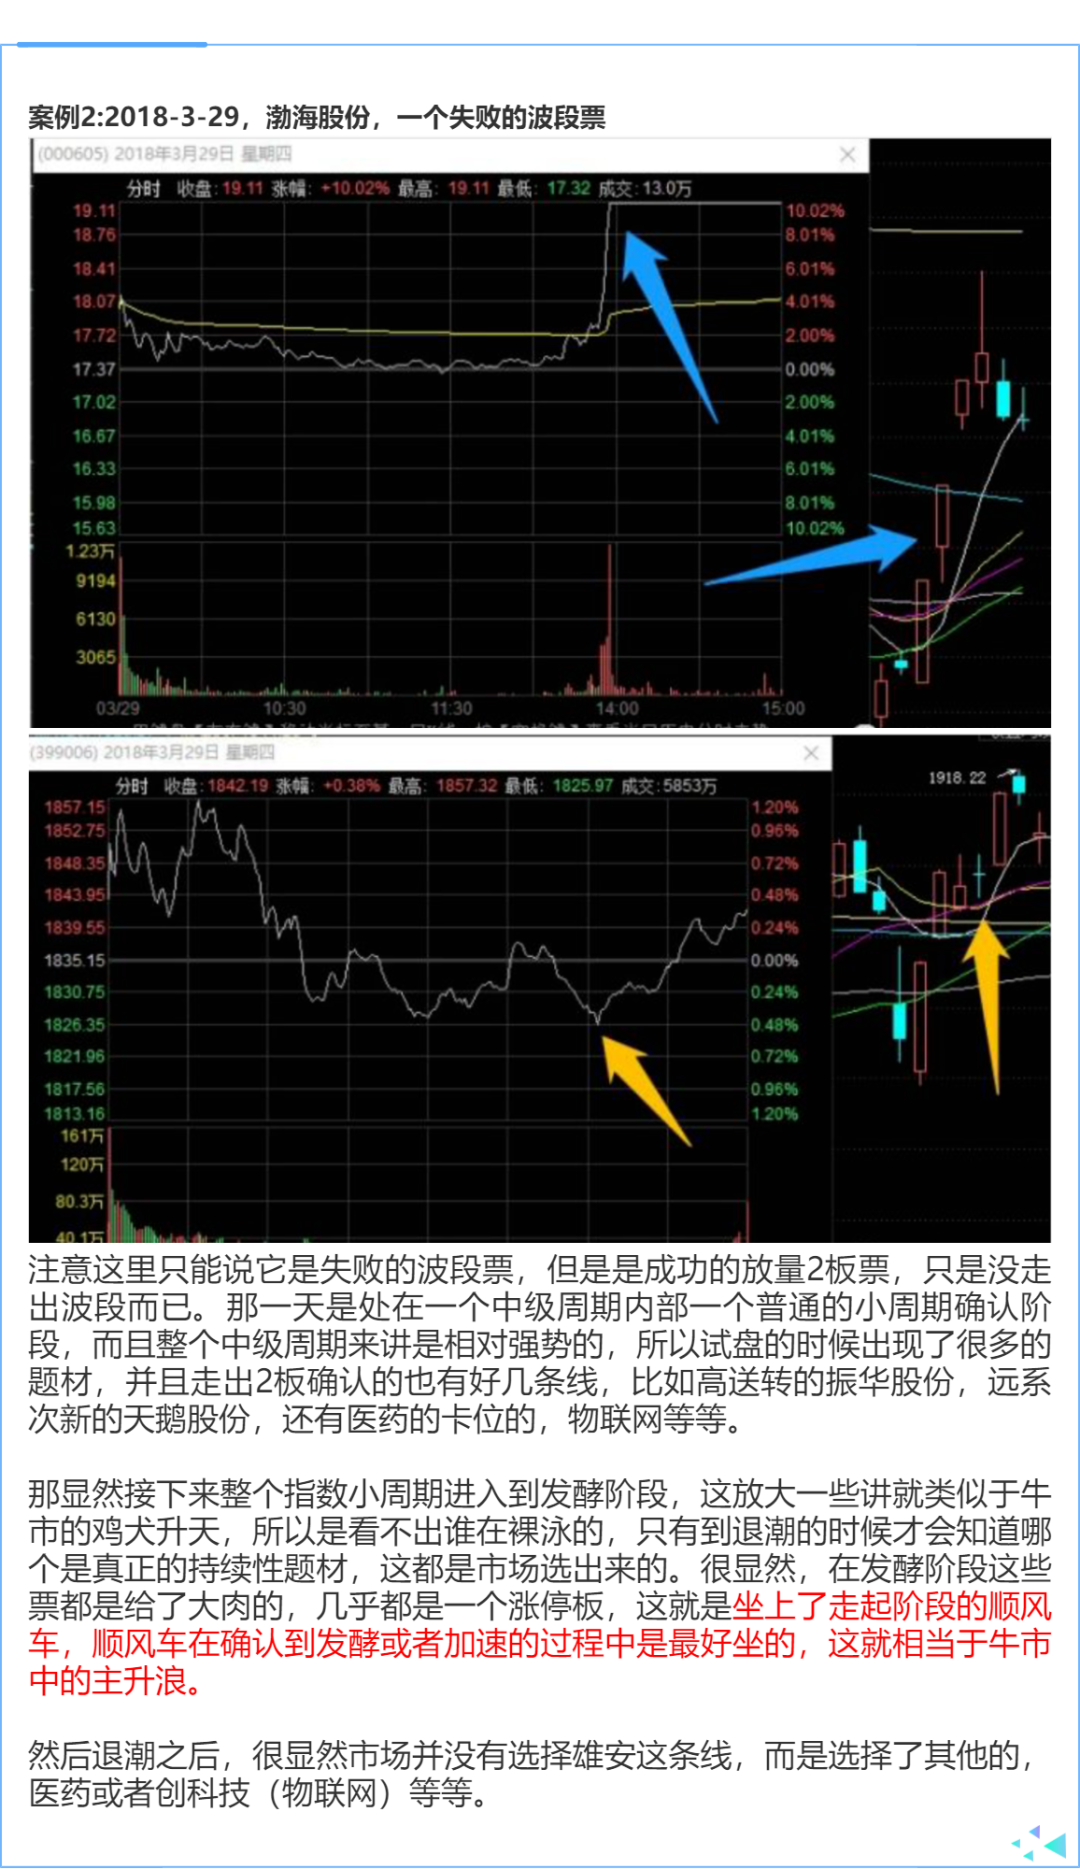 案例2:2018-3-29，渤海股份，一个失败的波段票
(000605) 2018年3月29日 星期四
分时 收盘: 19.11 涨幅: +10.02% 最高: 19.11 最低: 17.32 成交: 13.0万
19.11 10.02%
18.76 8.01%
18.41 6.01%
18.07 4.01%
17.72 2.00%
17.37 0.00%
17.02 2.00%
16.67 4.01%
16.33 6.01%
15.98 8.01%
15.63 10.02%
1.23万
9194
6130
3065
03/29 10:30 11:30 14:00 15:00
(399006) 2018年3月29日 星期四
分时 收盘: 1842.19 涨幅: +0.38% 最高: 1857.32 最低: 1825.97 成交: 5853万
1918.22
1857.15 1.20%
1852.75 0.96%
1848.35 0.72%
1843.95 0.48%
1839.55 0.24%
1835.15 0.00%
1830.75 0.24%
1826.35 0.48%
1821.96 0.72%
1817.56 0.96%
1813.16 1.20%
161万
120万
80.3万
40.1万
注意这里只能说它是失败的波段票，但是是成功的放量2板票，只是没走
出波段而已。那一天是处在一个中级周期内部一个普通的小周期确认阶
段，而且整个中级周期来讲是相对强势的，所以试盘的时候出现了很多的
题材，并且走出2板确认的也有好几条线，比如高送转的振华股份，远系
次新的天鹅股份，还有医药的卡位的，物联网等等。
那显然接下来整个指数小周期进入到发酵阶段，这放大一些讲就类似于牛
市的鸡犬升天，所以是看不出谁在裸泳的，只有到退潮的时候才会知道哪
个是真正的持续性题材，这都是市场选出来的。很显然，在发酵阶段这些
票都是给了大肉的，几乎都是一个涨停板，这就是坐上了走起阶段的顺风
车，顺风车在确认到发酵或者加速的过程中是最好坐的，这就相当于牛市
中的主升浪。
然后退潮之后，很显然市场并没有选择雄安这条线，而是选择了其他的，
医药或者创科技（物联网）等等。